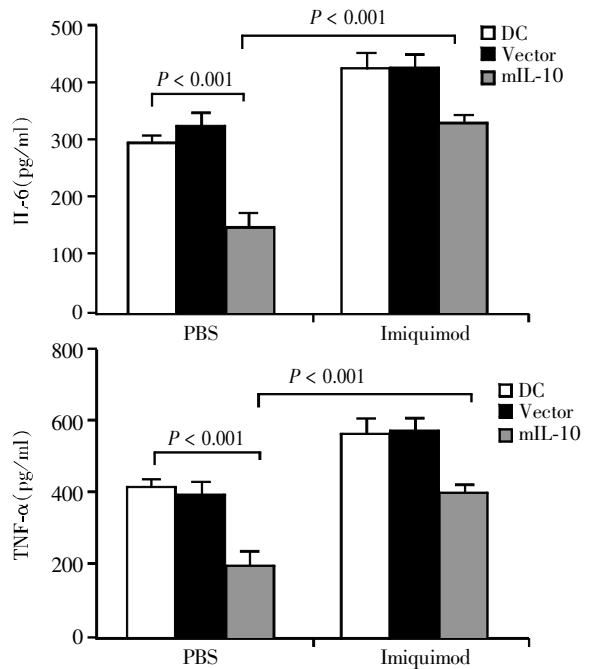 P < 0.001
500
DC
Vector
P < 0.001
mIL-10
400
300
IL-6(pg/ml)
200
100
0
PBS
Imiquimod
800
P < 0.001
DC
600
Vector
P < 0.001
mIL-10
TNF-α(pg/ml)
400
200
0
PBS
Imiquimod